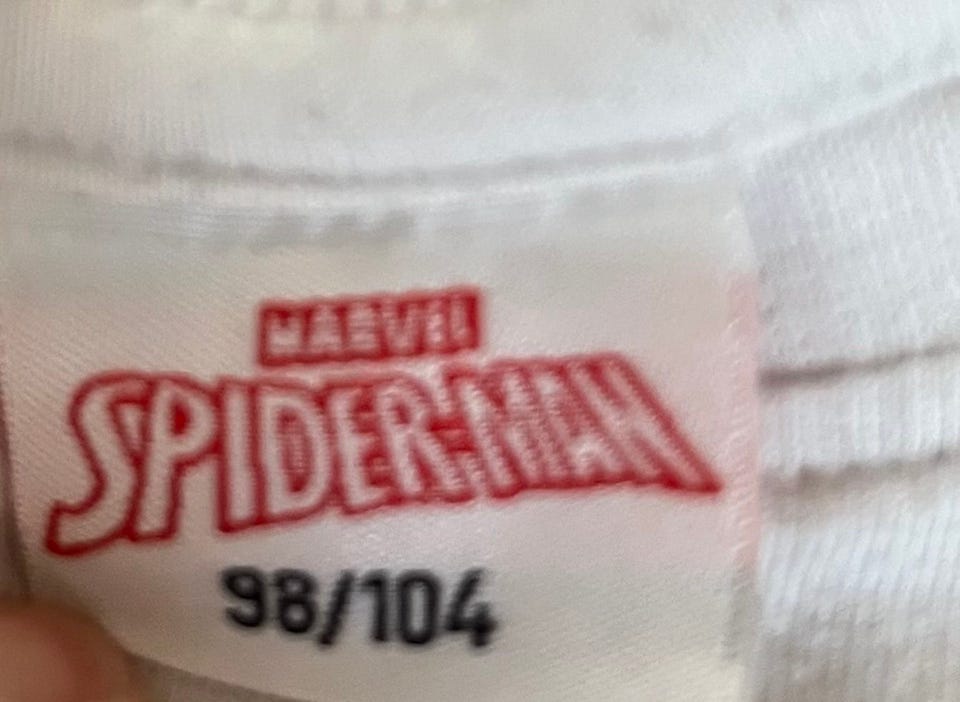 MARVEL
SPIDER-MAN
98/104